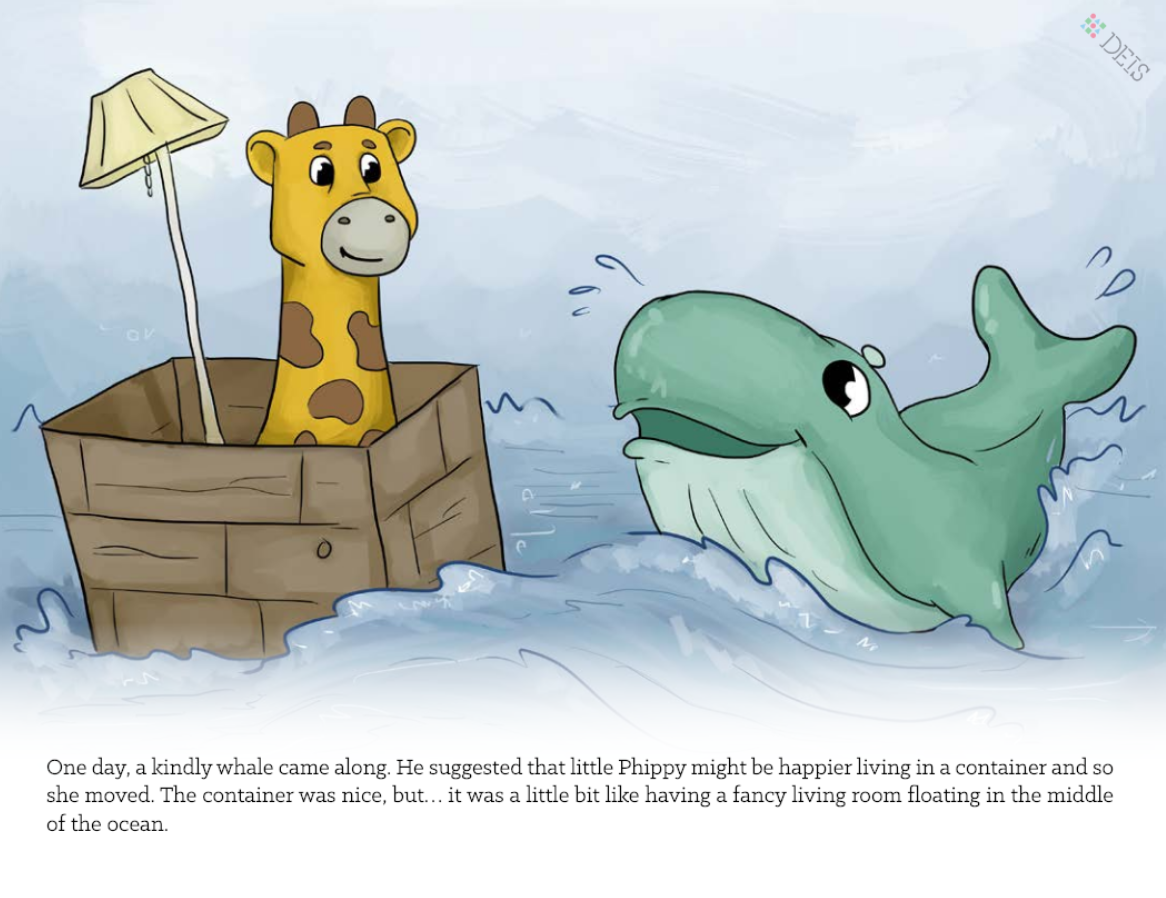 DEIS
One day, a kindly whale came along. He suggested that little Phippy might be happier living in a container and so
she moved. The container was nice, but… it was a little bit like having a fancy living room floating in the middle
of the ocean.